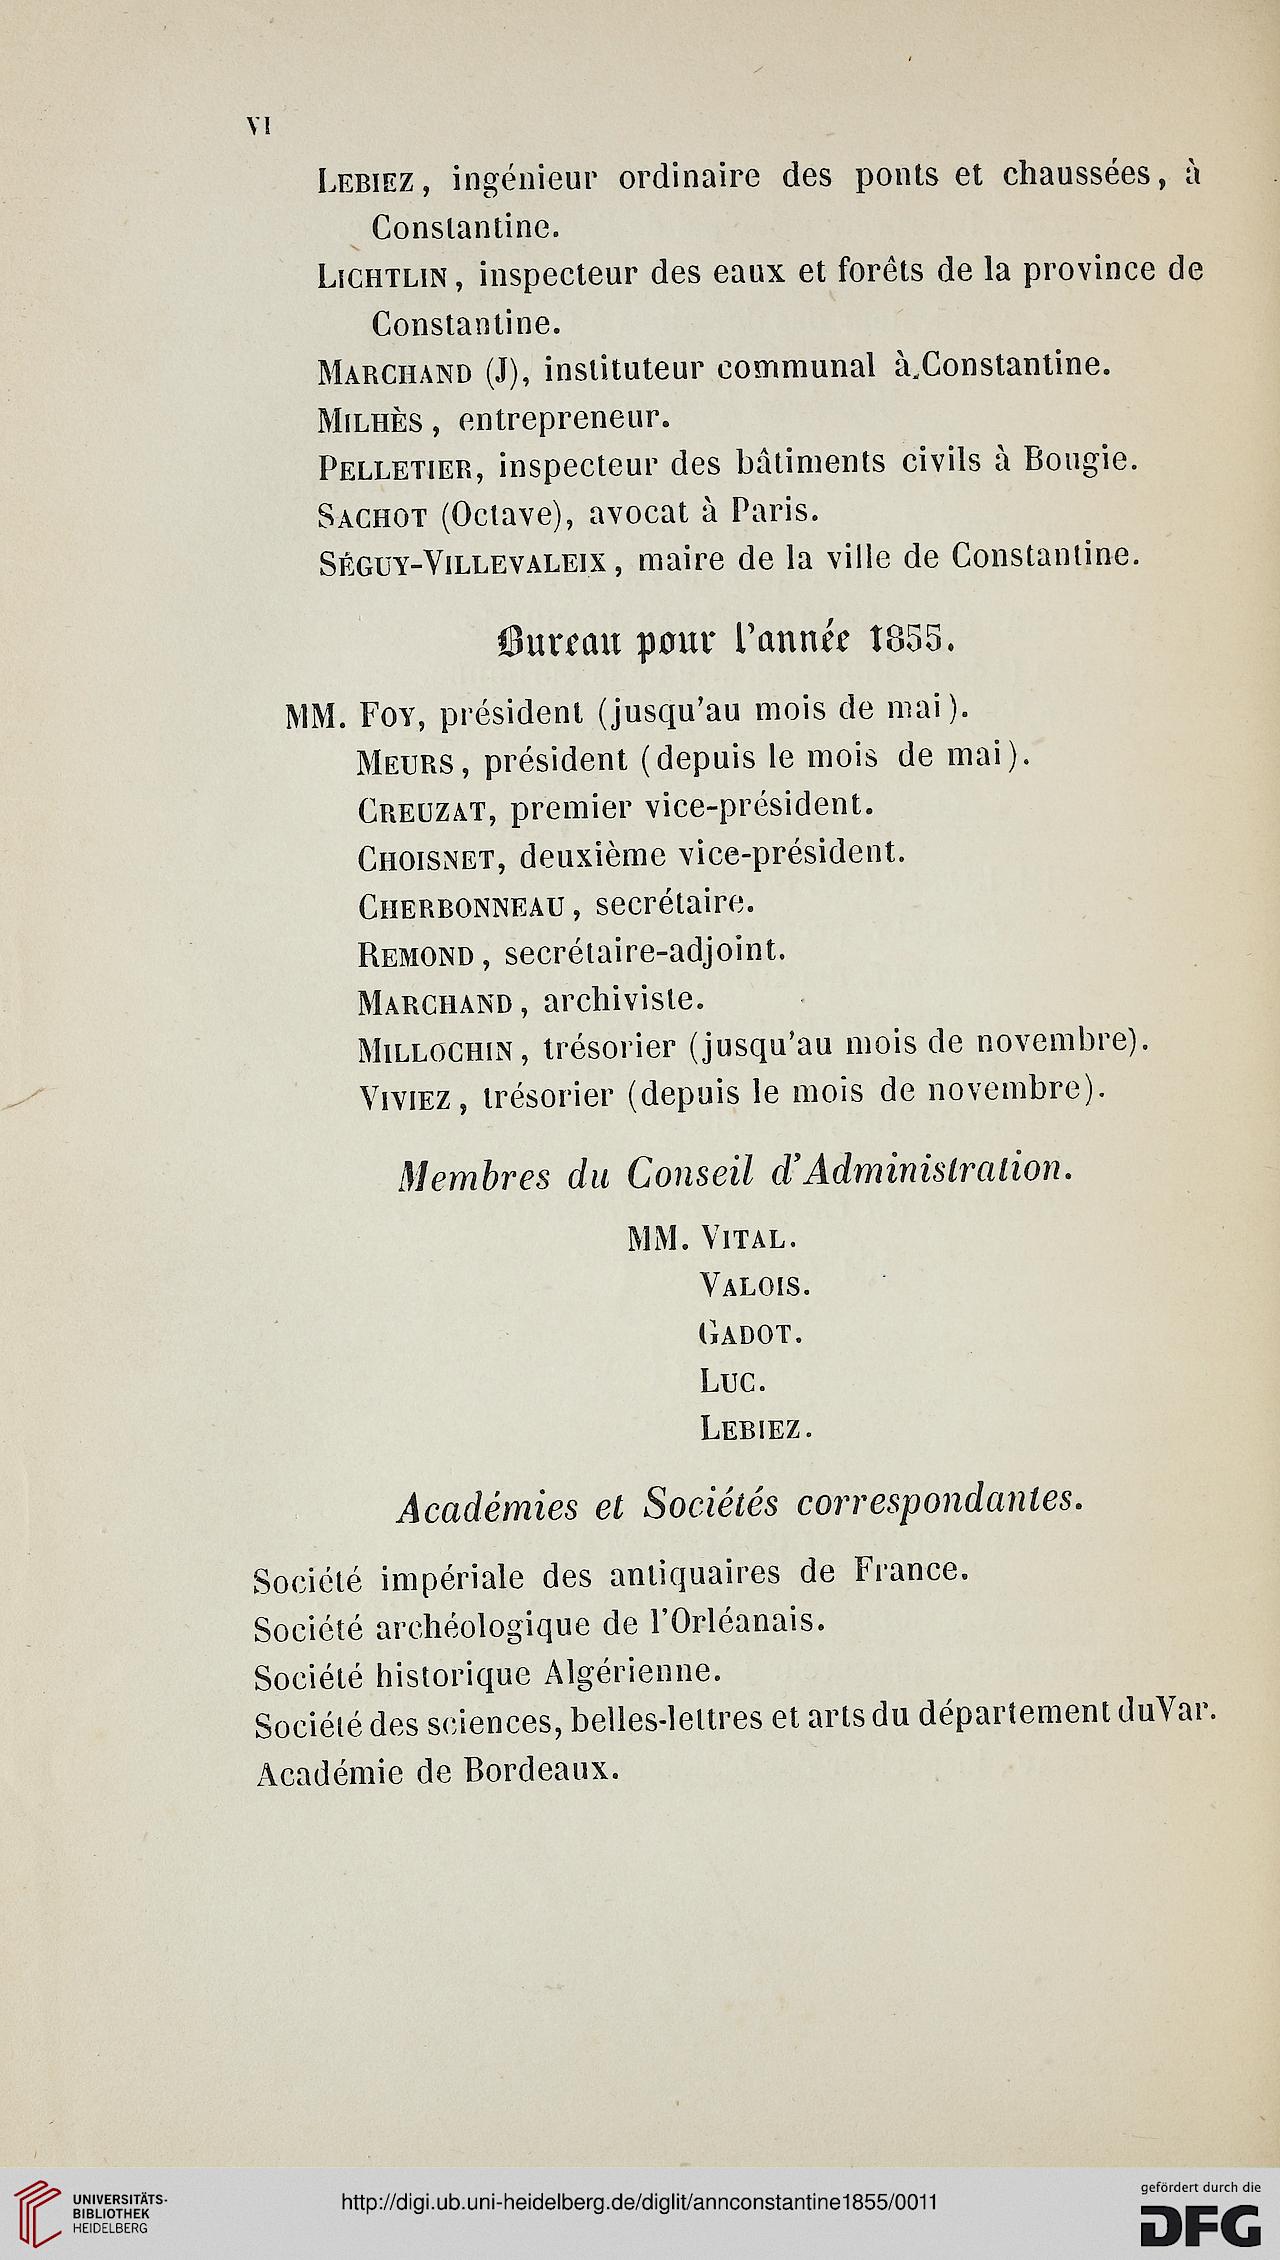 VI
LEBIEZ, ingénieur ordinaire des ponts et chaussées, à
Constantine.
LICHTLIN, inspecteur des eaux et forêts de la province de
Constantine.
MARCHAND (J), instituteur communal à Constantine.
MILHÈS, entrepreneur.
PELLETIER, inspecteur des bâtiments civils à Bougie.
SACHOT (Octave), avocat à Paris.
SÉGUY-VILLEVALEIX, maire de la ville de Constantine.
Bureau pour l'année 1855.
MM. FOY, président (jusqu'au mois de mai).
MEURS, président (depuis le mois de mai).
CREUZAT, premier vice-président.
CHOISNET, deuxième vice-président.
CHERBONNEAU, secrétaire.
REMOND, secrétaire-adjoint.
MARCHAND, archiviste.
MILLOCHIN, trésorier (jusqu'au mois de novembre).
VIVIEZ, trésorier (depuis le mois de novembre).
Membres du Conseil d'Administration.
MM. VITAL.
VALOIS.
GADOT.
LUC.
LEBIEZ.
Académies et Sociétés correspondantes.
Société impériale des antiquaires de France.
Société archéologique de l'Orléanais.
Société historique Algérienne.
Société des sciences, belles-lettres et arts du département du Var.
Académie de Bordeaux.
UNIVERSITÄTS-
BIBLIOTHEK
HEIDELBERG
http://digi.ub.uni-heidelberg.de/diglit/annconstantine1855/0011
gefördert durch die
DFG